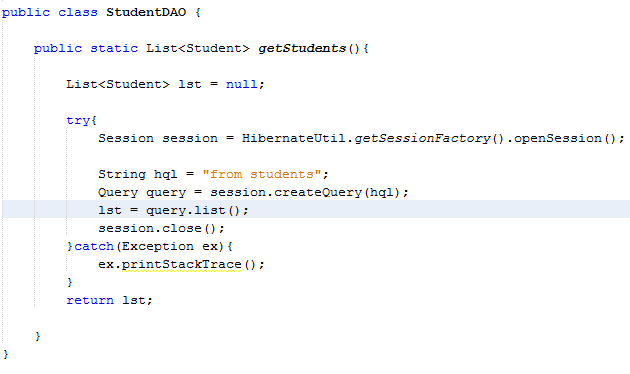 public class StudentDAO {
public static List<Student> getStudents(){
List<Student> lst = null;
try{
Session session = HibernateUtil.getSessionFactory().openSession();
String hql = "from students";
Query query = session.createQuery(hql);
lst = query.list();
session.close();
}catch(Exception ex){
ex.printStackTrace();
}
return lst;
}
}